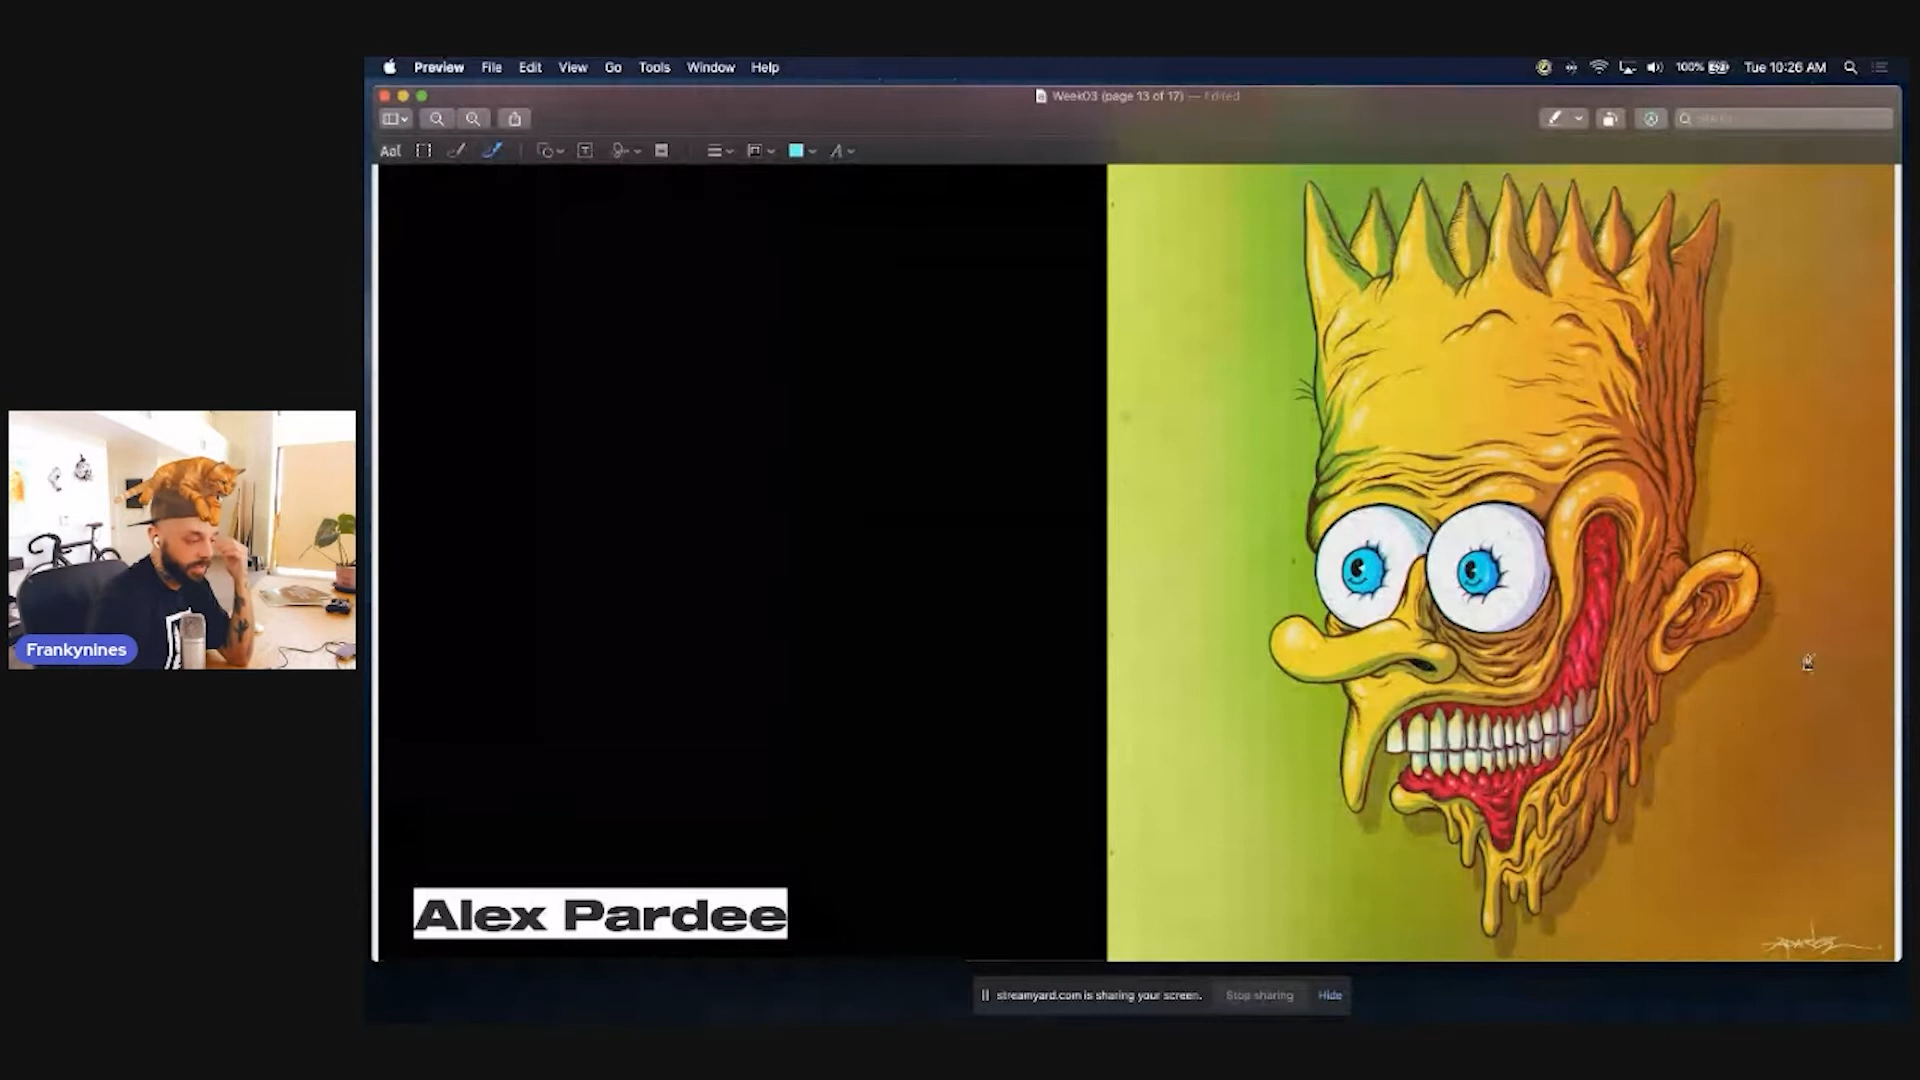 Preview File Edit View Go Tools Window Help
100%
Tue 10:26 AM
Week03 (page 13 of 17) — Edited
AaI
Frankynines
Alex Pardee
streamyard.com is sharing your screen.
Stop sharing
Hide